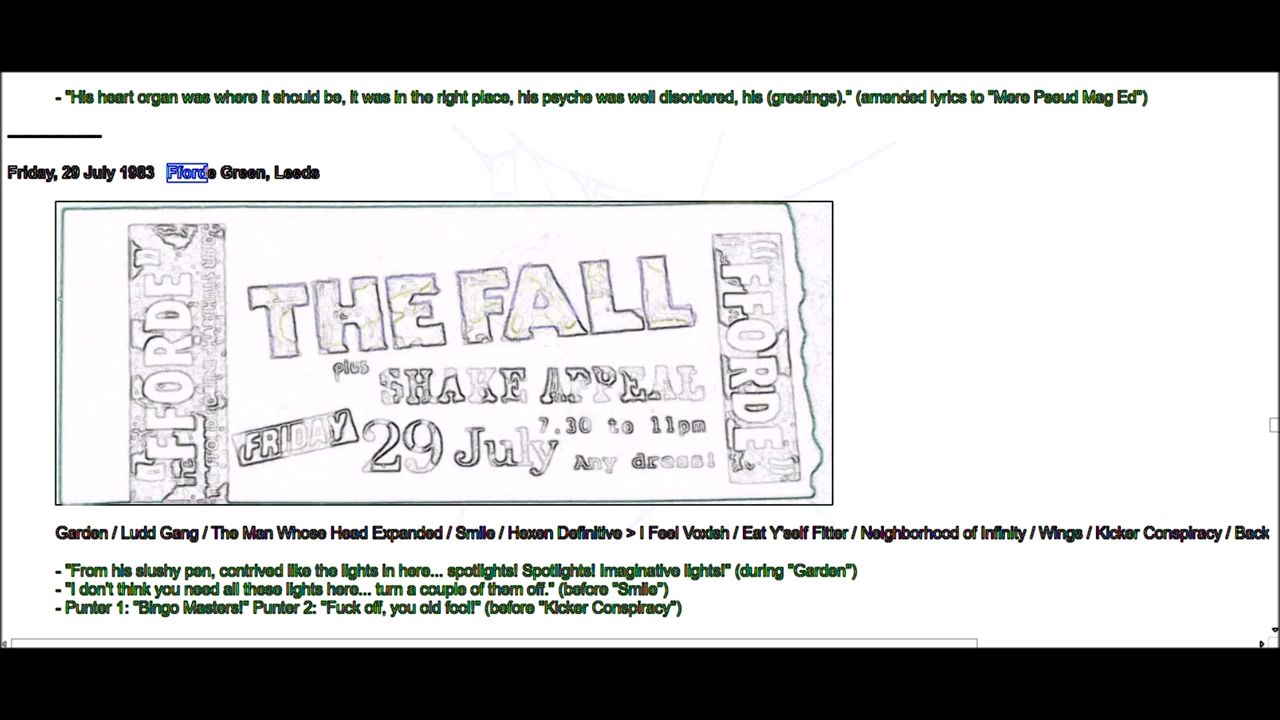 - "His heart organ was where it should be, it was in the right place, his psyche was well disordered, his (greetings)." (amended lyrics to "Mere Pseud Mag Ed")
Friday, 29 July 1983 Fforde Green, Leeds
FFORDE
THE FALL
plus
SHAKE APPEAL
FRIDAY 29 July
7.30 to 11pm
Any dress!
FFORDE
Garden / Ludd Gang / The Man Whose Head Expanded / Smile / Hexen Definitive > I Feel Voxish / Eat Y'self Fitter / Neighborhood of Infinity / Wings / Kicker Conspiracy / Back
- "From his slushy pen, contrived like the lights in here... spotlights! Spotlights! Imaginative lights!" (during "Garden")
- "I don't think you need all these lights here... turn a couple of them off." (before "Smile")
- Punter 1: "Bingo Masters!" Punter 2: "Fuck off, you old fool!" (before "Kicker Conspiracy")